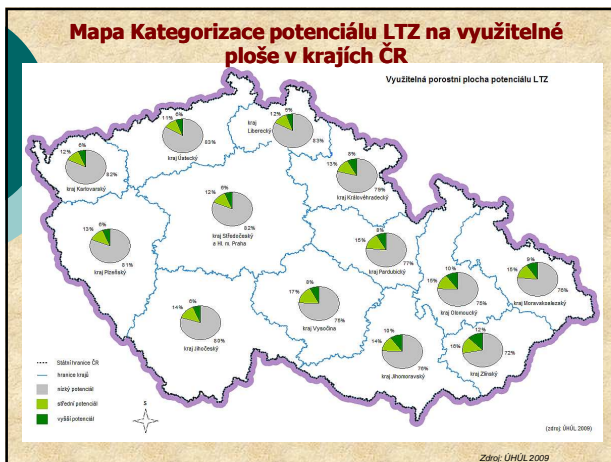 Mapa Kategorizace potenciálu LTZ na využitelné
ploše v krajích ČR
Využitelná porostní plocha potenciálu LTZ
11%
6%
83%
kraj Ústecký
12%
5%
83%
kraj
Liberecký
12%
6%
82%
kraj Karlovarský
13%
8%
79%
kraj Královéhradecký
12%
6%
82%
kraj Středočeský
a Hl. m. Praha
13%
6%
81%
kraj Plzeňský
15%
8%
77%
kraj Pardubický
15%
10%
75%
kraj Olomoucký
15%
9%
76%
kraj Moravskoslezský
17%
8%
75%
kraj Vysočina
14%
6%
80%
kraj Jihočeský
14%
10%
76%
kraj Jihomoravský
16%
12%
72%
kraj Zlínský
Státní hranice ČR
hranice krajů
nízký potenciál
střední potenciál
vyšší potenciál
S
(zdroj: ÚHÚL 2009)
Zdroj: ÚHÚL 2009